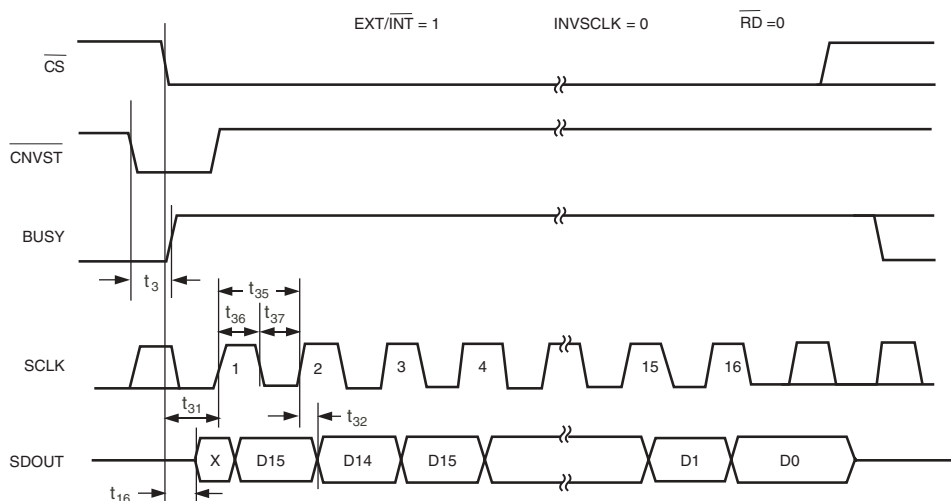 EXT/INT = 1 INVSCLK = 0 RD =0
CS
CNVST
BUSY
t3
t35
t36 t37
SCLK 1 2 3 4 15 16
t31
t32
SDOUT X D15 D14 D15 D1 D0
t16